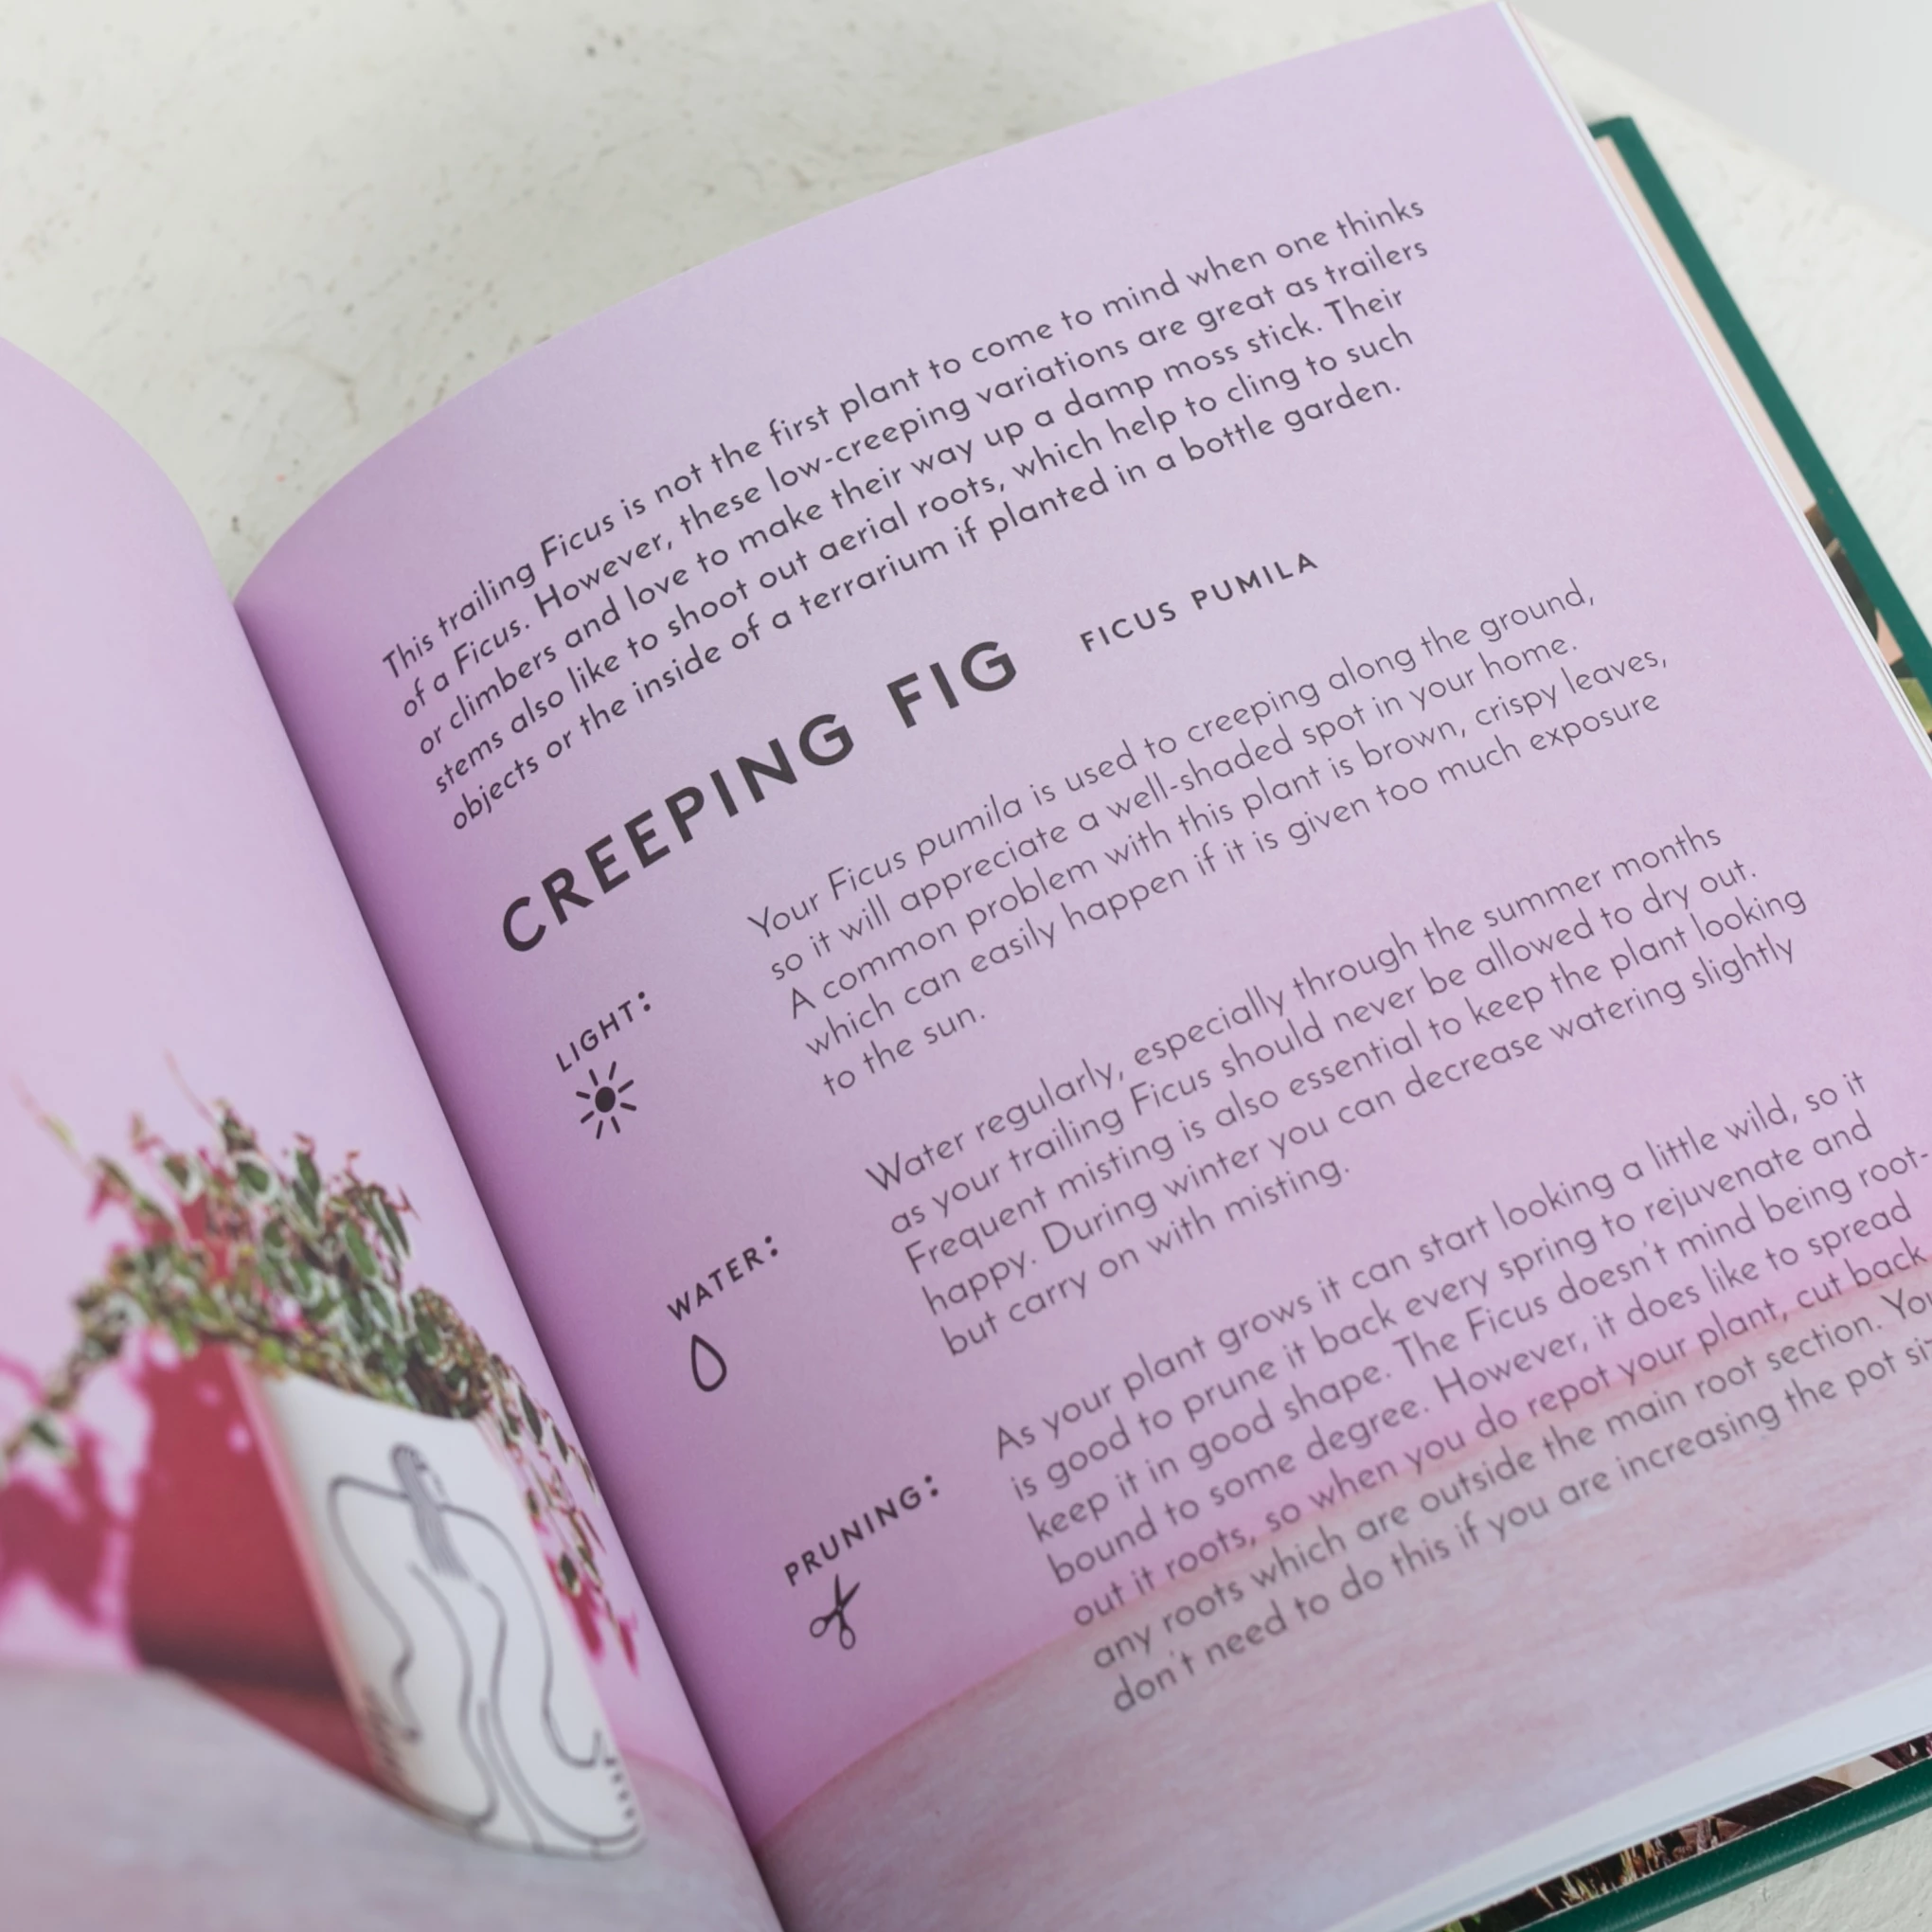 This trailing Ficus is not the first plant to come to mind when one thinks
of a Ficus. However, these low-creeping variations are great as trailers
or climbers and love to make their way up a damp moss stick. Their
stems also like to shoot out aerial roots, which help to cling to such
objects or the inside of a terrarium if planted in a bottle garden.
CREEPING FIG FICUS PUMILA
LIGHT:
Your Ficus pumila is used to creeping along the ground,
so it will appreciate a well-shaded spot in your home.
A common problem with this plant is brown, crispy leaves,
which can easily happen if it is given too much exposure
to the sun.
WATER:
Water regularly, especially through the summer months
as your trailing Ficus should never be allowed to dry out.
Frequent misting is also essential to keep the plant looking
happy. During winter you can decrease watering slightly
but carry on with misting.
PRUNING:
As your plant grows it can start looking a little wild, so it
is good to prune it back every spring to rejuvenate and
keep it in good shape. The Ficus doesn't mind being root-
bound to some degree. However, it does like to spread
out it roots, so when you do repot your plant, cut back
any roots which are outside the main root section. You
don't need to do this if you are increasing the pot